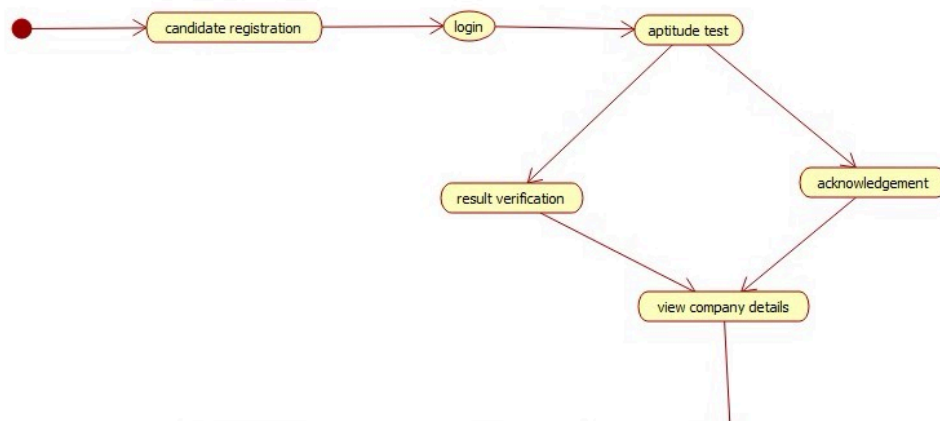 candidate registration
login
aptitude test
result verification
acknowledgement
view company details